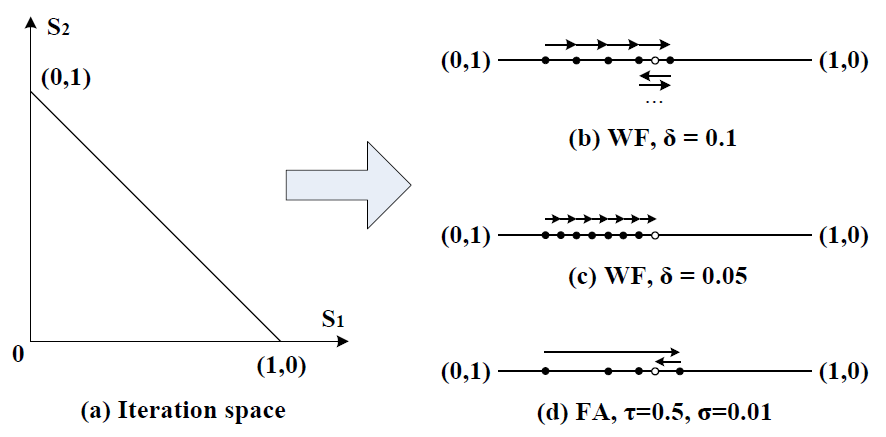 S2
(0,1)
S1
0
(1,0)
(a) Iteration space
(0,1)
(1,0)
...
(b) WF, δ = 0.1
(0,1)
(1,0)
(c) WF, δ = 0.05
(0,1)
(1,0)
(d) FA, τ=0.5, σ=0.01